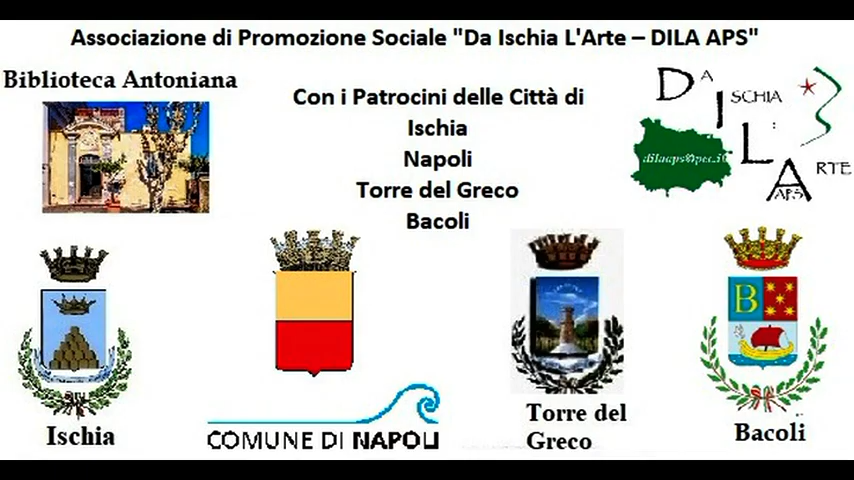 Associazione di Promozione Sociale "Da Ischia L'Arte – DILA APS"
Biblioteca Antoniana
Con i Patrocini delle Città di
Ischia
Napoli
Torre del Greco
Bacoli
DA
ISCHIA
L'
ARTE
APS
dilaaps@pec.it
B
Ischia
COMUNE DI NAPOLI
Torre del
Greco
Bacoli